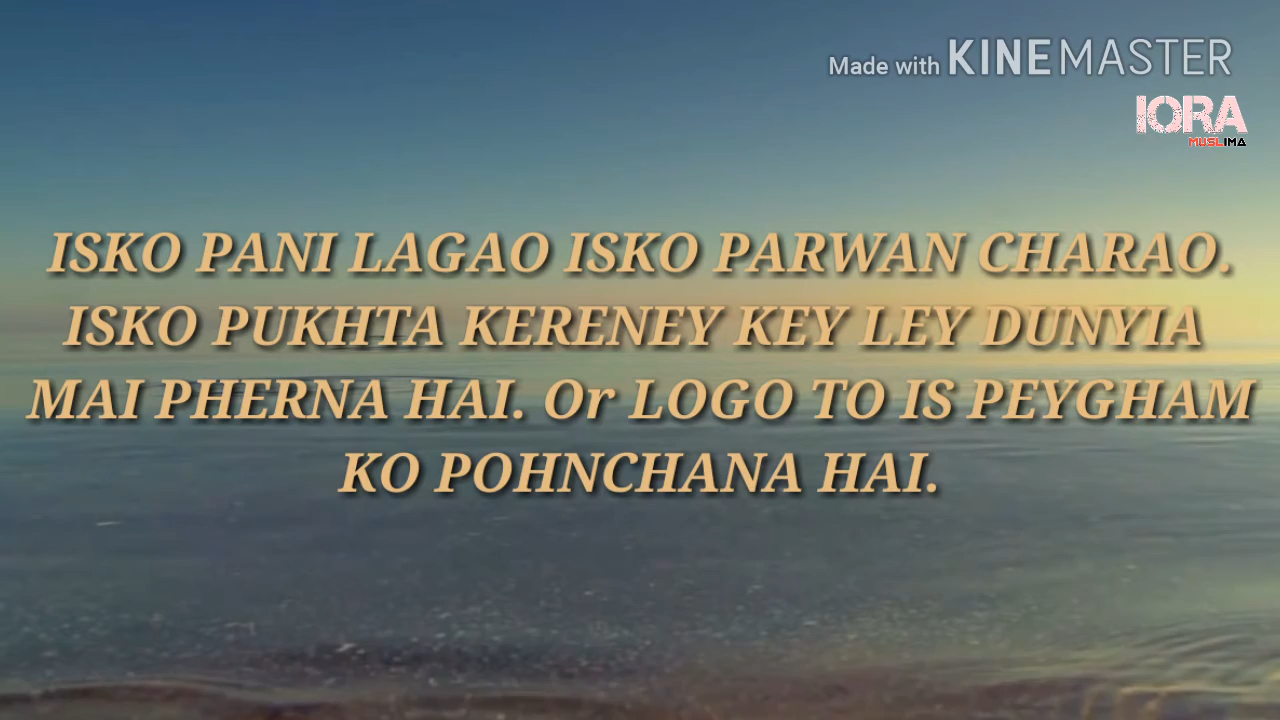 Made with KINEMASTER
IQRA
MUSLIMA
ISKO PANI LAGAO ISKO PARWAN CHARAO.
ISKO PUKHTA KERENEY KEY LEY DUNYIA
MAI PHERNA HAI. Or LOGO TO IS PEYGHAM
KO POHNCHANA HAI.